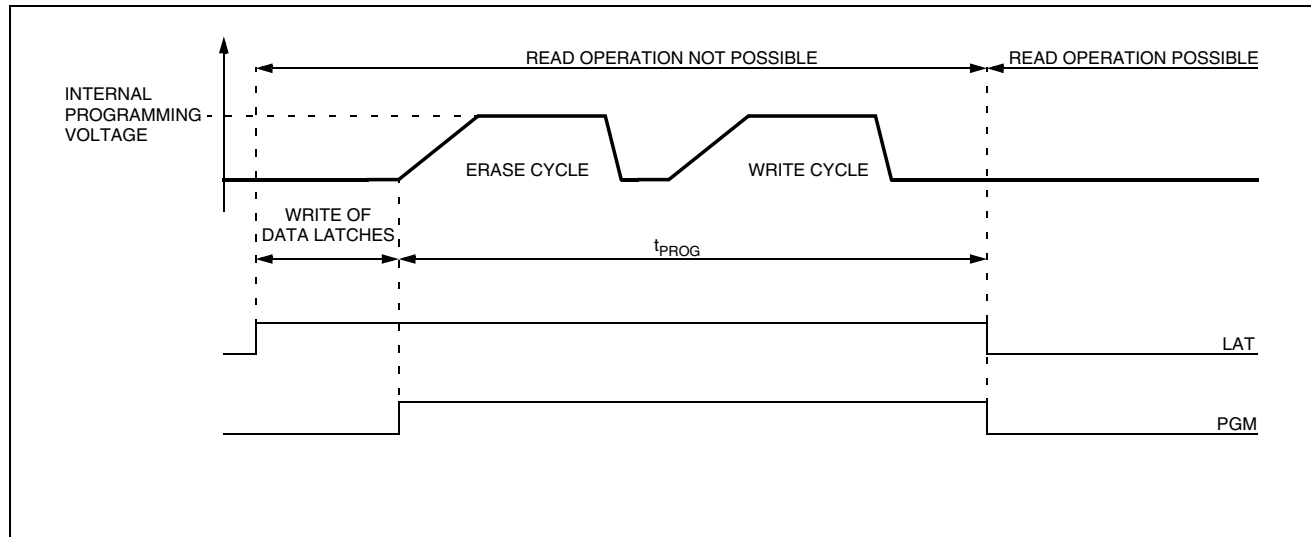 READ OPERATION NOT POSSIBLE
READ OPERATION POSSIBLE
INTERNAL
PROGRAMMING
VOLTAGE
ERASE CYCLE
WRITE CYCLE
WRITE OF
DATA LATCHES
tPROG
LAT
PGM